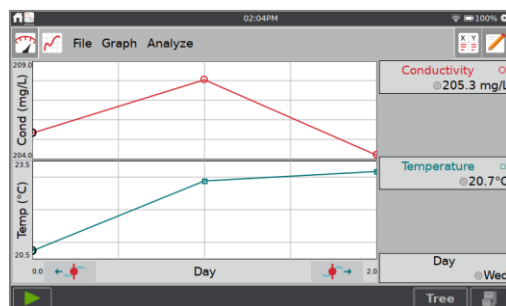 02:04PM
100%
File Graph Analyze
X Y
209.0
Cond (mg/L)
204.0
Conductivity
205.3 mg/L
23.5
Temp (°C)
20.5
Temperature
20.7°C
0.0
Day
2.0
Day
Wed
Tree